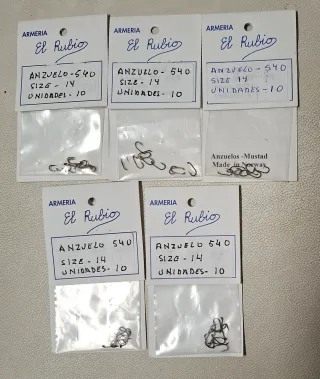 ARMERIA
El Rubio
ANZUELO - 540
SIZE - 14
UNIDADES - 10
ARMERIA
El Rubio
ANZUELO - 540
SIZE - 14
UNIDADES - 10
ARMERIA
El Rubio
ANZUELO - 540
SIZE - 14
UNIDADES - 10
Anzuelos - Mustad
Made in Norway
ARMERIA
El Rubio
ANZUELO 540
SIZE - 14
UNIDADES - 10
ARMERIA
El Rubio
ANZUELO 540
SIZE - 14
UNIDADES - 10